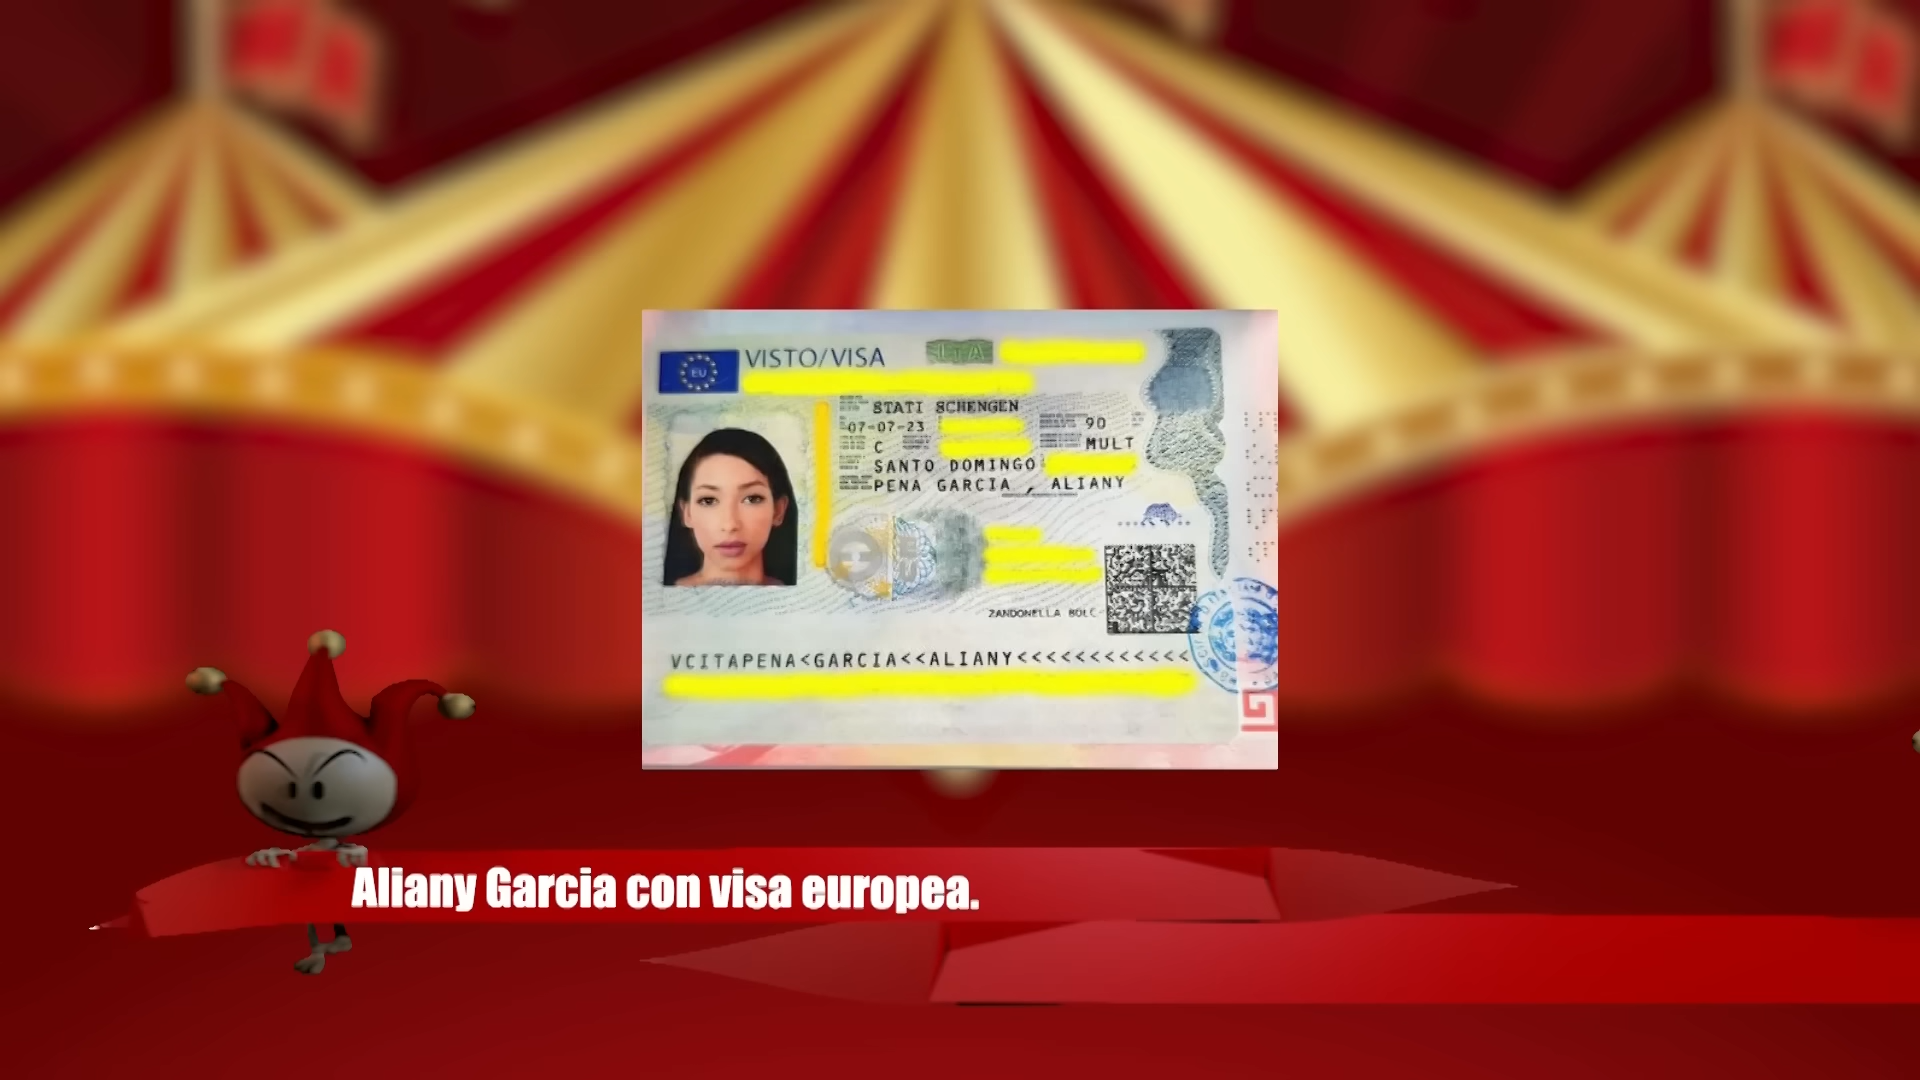 VISTO/VISA
ITA
EU
STATI SCHENGEN
07-07-23
90
C
MULT
SANTO DOMINGO
PENA GARCIA , ALIANY
ZANDONELLA BOLC
VCITAPENA<GARCIA<<ALIANY<<<<<<<<<<<<
Aliany Garcia con visa europea.